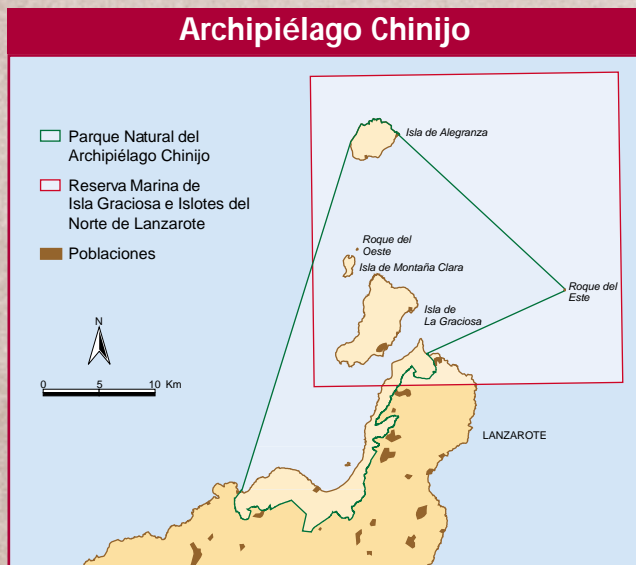 Archipiélago Chinijo
Parque Natural del
Archipiélago Chinijo
Reserva Marina de
Isla Graciosa e Islotes del
Norte de Lanzarote
Poblaciones
N
0 5 10 Km
Isla de Alegranza
Roque del
Oeste
Isla de Montaña Clara
Roque del
Este
Isla de
La Graciosa
LANZAROTE